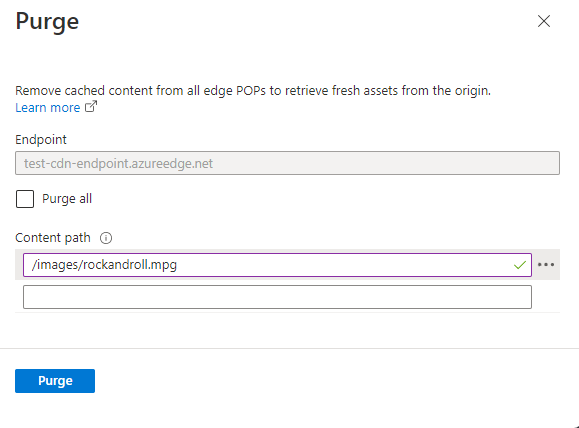 Purge
Remove cached content from all edge POPs to retrieve fresh assets from the origin.
Learn more
Endpoint
test-cdn-endpoint.azureedge.net
Purge all
Content path
/images/rockandroll.mpg
Purge